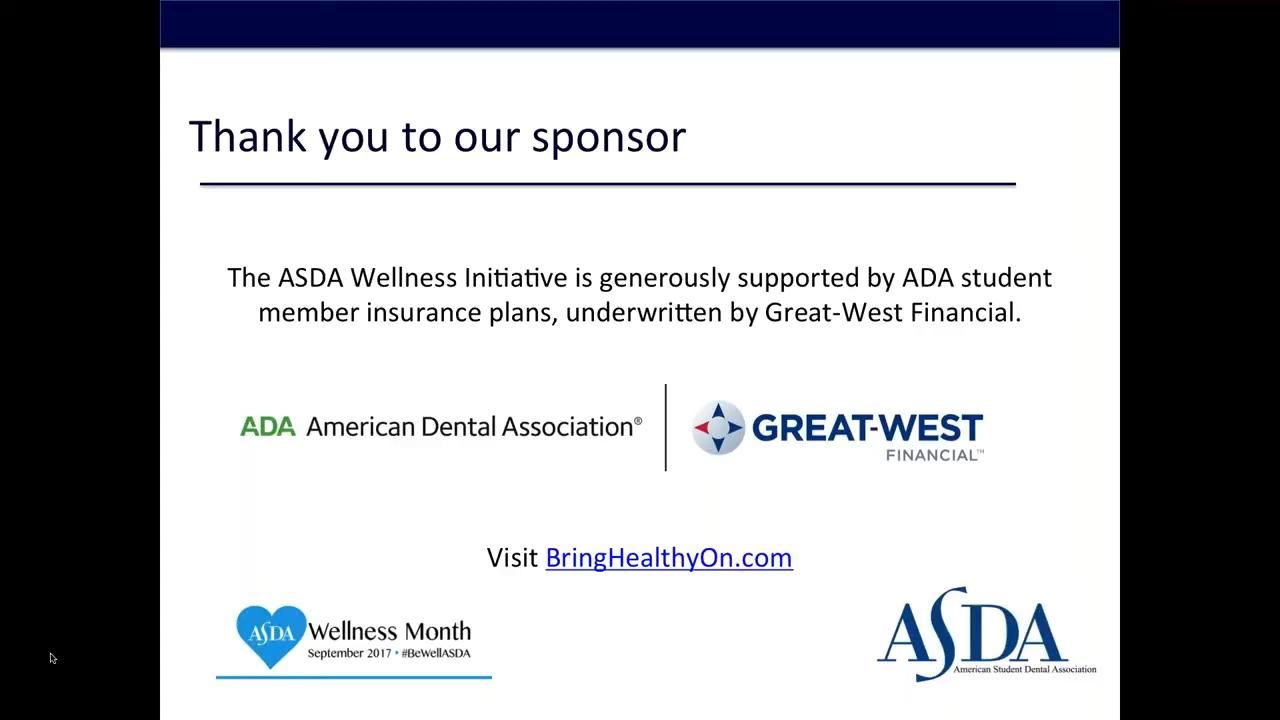 Thank you to our sponsor
The ASDA Wellness Initiative is generously supported by ADA student
member insurance plans, underwritten by Great-West Financial.
ADA American Dental Association®
GREAT-WEST
FINANCIAL™
Visit BringHealthyOn.com
ASDA Wellness Month
September 2017 • #BeWellASDA
ASDA
American Student Dental Association